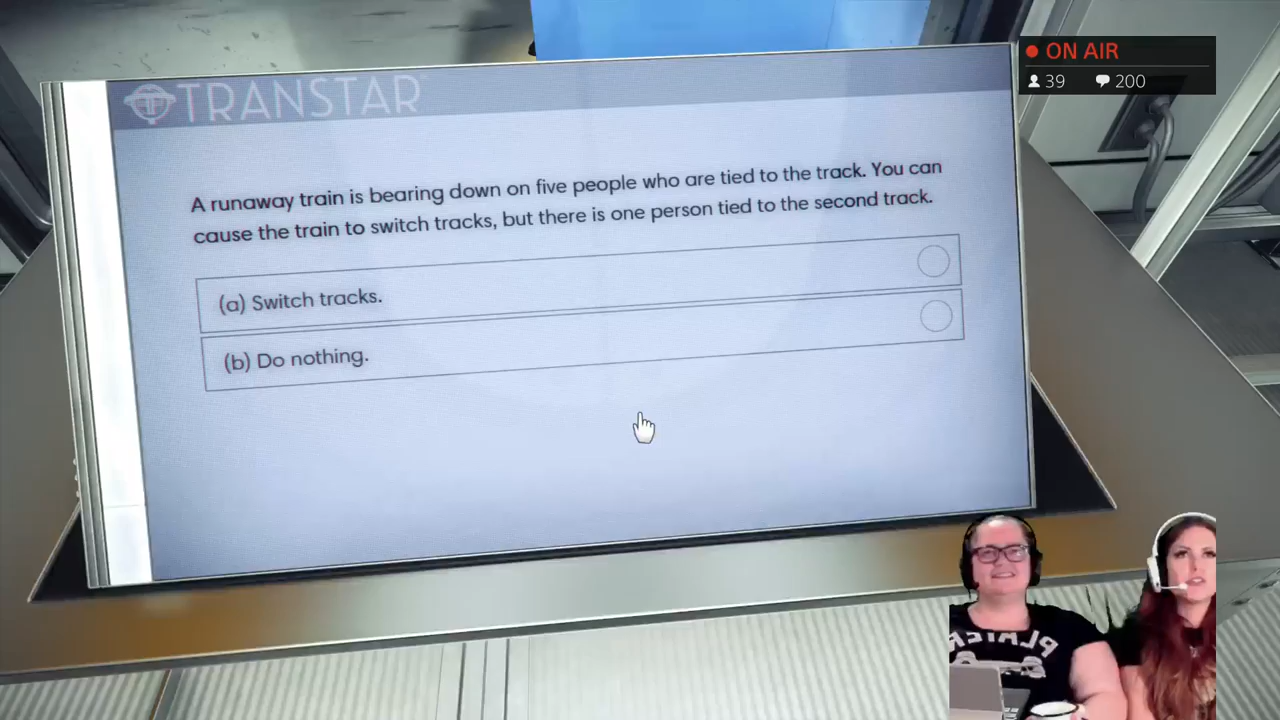 ON AIR
39 200
TRANSTAR
A runaway train is bearing down on five people who are tied to the track. You can
cause the train to switch tracks, but there is one person tied to the second track.
(a) Switch tracks.
(b) Do nothing.